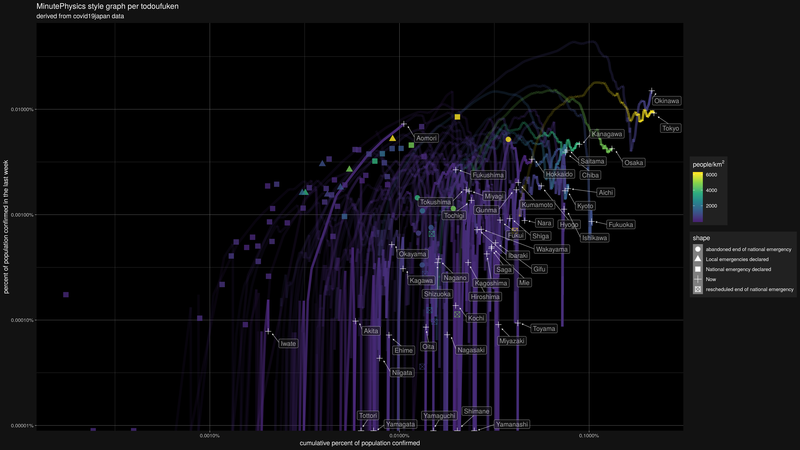 MinutePhysics style graph per todoufuken
derived from covid19japan data
percent of population confirmed in the last week
0.01000%
0.00100%
0.00010%
0.00001%
Okinawa
Tokyo
Kanagawa
Aomori
Saitama
Osaka
Chiba
Hokkaido
Fukushima
Aichi
Miyagi
Tokushima
Kumamoto
Kyoto
Gunma
Tochigi
Nara
Hyogo
Fukuoka
Fukui
Shiga
Ishikawa
Wakayama
Okayama
Ibaraki
Saga
Gifu
Kagawa
Nagano
Kagoshima
Mie
Shizuoka
Hiroshima
Kochi
Akita
Toyama
Iwate
Ehime
Oita
Nagasaki
Miyazaki
Niigata
Tottori
Yamagata
Yamaguchi
Shimane
Yamanashi
0.0010%
0.0100%
0.1000%
cumulative percent of population confirmed
people/km²
6000
4000
2000
shape
abandoned end of national emergency
Local emergencies declared
National emergency declared
Now
rescheduled end of national emergency